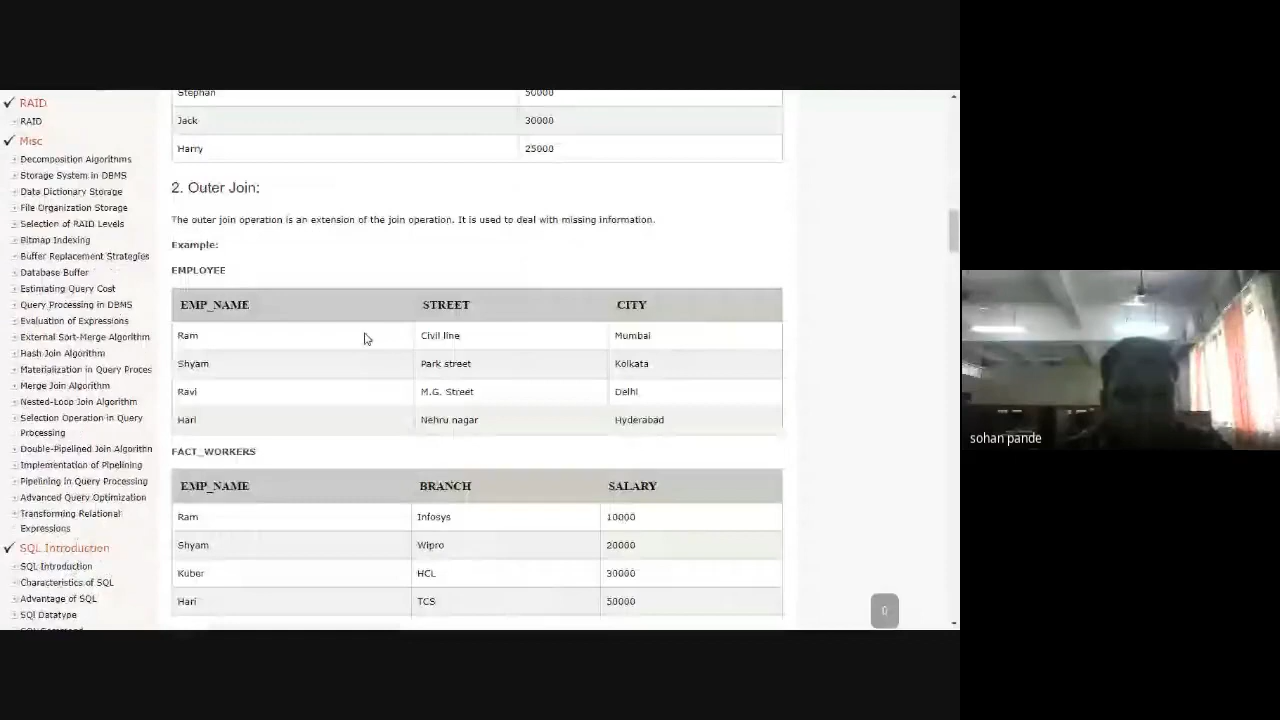 RAID
RAID
Misc
Decomposition Algorithms
Storage System in DBMS
Data Dictionary Storage
File Organization Storage
Selection of RAID Levels
Bitmap Indexing
Buffer Replacement Strategies
Database Buffer
Estimating Query Cost
Query Processing in DBMS
Evaluation of Expressions
External Sort-Merge Algorithm
Hash Join Algorithm
Materialization in Query Proces
Merge Join Algorithm
Nested-Loop Join Algorithm
Selection Operation in Query
Processing
Double-Pipelined Join Algorithm
Implementation of Pipelining
Pipelining in Query Processing
Advanced Query Optimization
Transforming Relational
Expressions
SQL Introduction
SQL Introduction
Characteristics of SQL
Advantage of SQL
SQl Datatype
Stephan 50000
Jack 30000
Harry 25000
2. Outer Join:
The outer join operation is an extension of the join operation. It is used to deal with missing information.
Example:
EMPLOYEE
EMP_NAME STREET CITY
Ram Civil line Mumbai
Shyam Park street Kolkata
Ravi M.G. Street Delhi
Hari Nehru nagar Hyderabad
FACT_WORKERS
EMP_NAME BRANCH SALARY
Ram Infosys 10000
Shyam Wipro 20000
Kuber HCL 30000
Hari TCS 50000
sohan pande